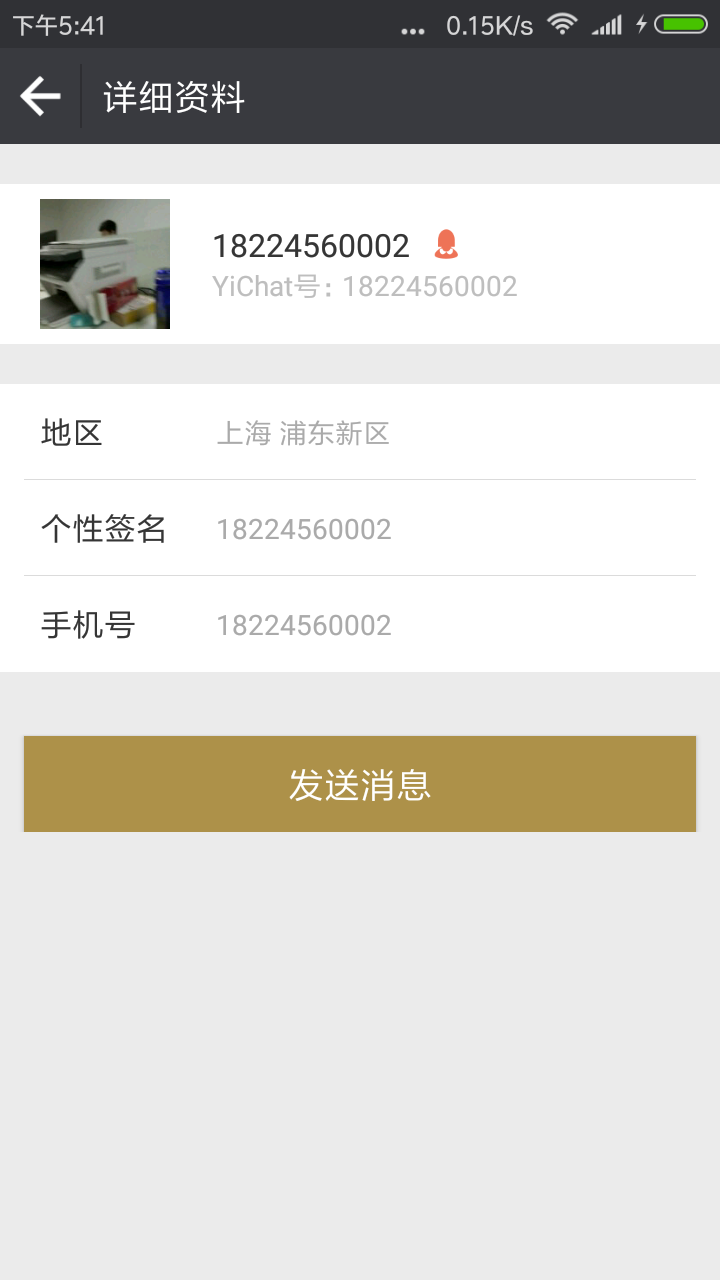 下午5:41
... 0.15K/s
详细资料
18224560002
YiChat号: 18224560002
地区 上海 浦东新区
个性签名 18224560002
手机号 18224560002
发送消息